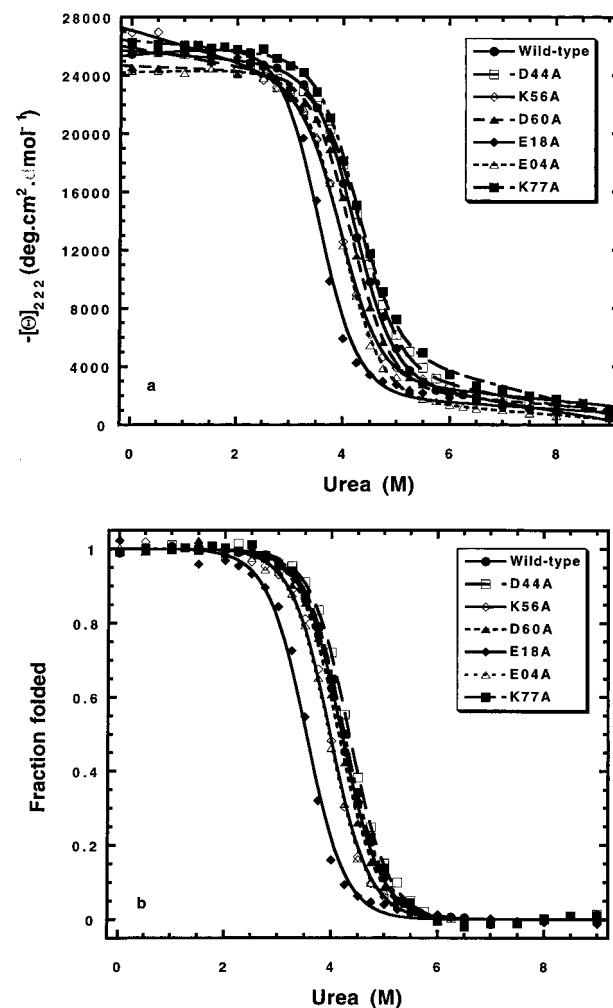 28000
24000
20000
16000
12000
8000
4000
0
-[Θ]222 (deg.cm2.dmol-1)
Wild-type
D44A
K56A
D60A
E18A
E04A
K77A
a
0
2
4
6
8
Urea (M)
1
0.8
0.6
0.4
0.2
0
Fraction folded
Wild-type
D44A
K56A
D60A
E18A
E04A
K77A
b
0
2
4
6
8
Urea (M)